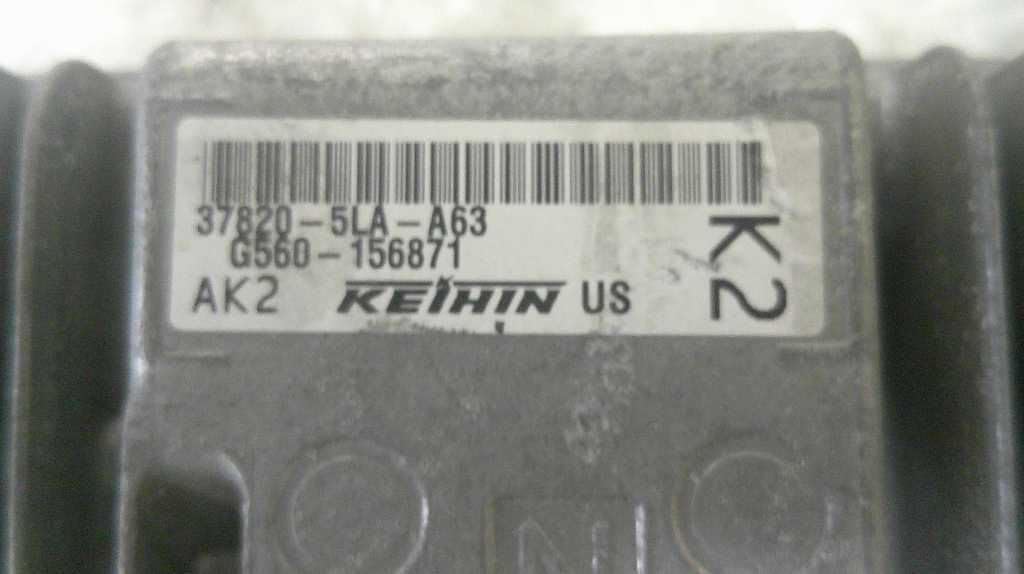 37820-5LA-A63
G560-156871
AK2 KEIHIN US
K2
N